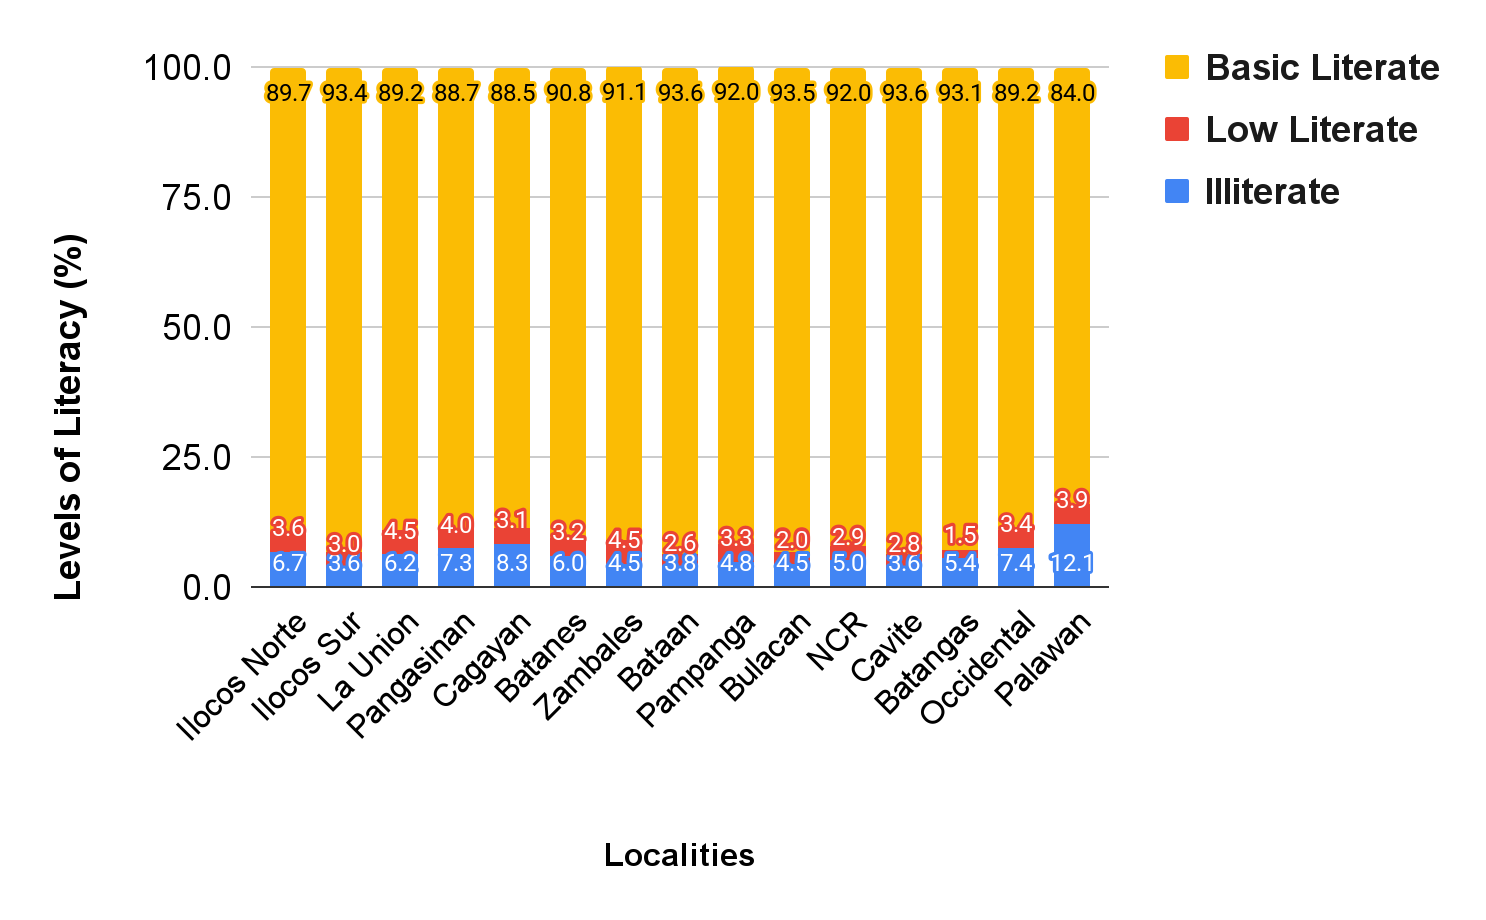 100.0
75.0
50.0
25.0
0.0
Levels of Literacy (%)
89.7 93.4 89.2 88.7 88.5 90.8 91.1 93.6 92.0 93.5 92.0 93.6 93.1 89.2 84.0
3.6 3.0 4.5 4.0 3.1 3.2 4.5 2.6 3.3 2.0 2.9 2.8 1.5 3.4 3.9
6.7 3.6 6.2 7.3 8.3 6.0 4.5 3.8 4.8 4.5 5.0 3.6 5.4 7.4 12.1
Ilocos Norte
Ilocos Sur
La Union
Pangasinan
Cagayan
Batanes
Zambales
Bataan
Pampanga
Bulacan
NCR
Cavite
Batangas
Occidental
Palawan
Localities
Basic Literate
Low Literate
Illiterate